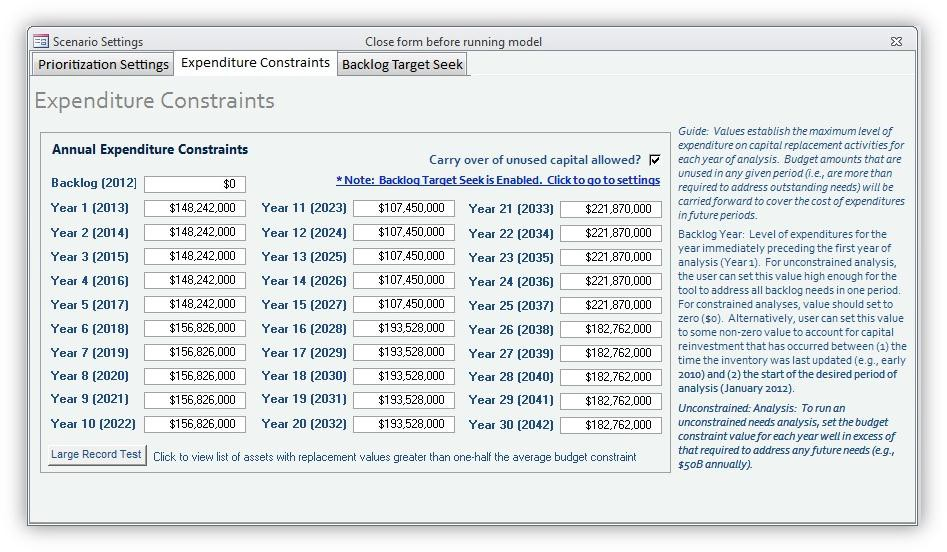 Scenario Settings Close form before running model
Prioritization Settings Expenditure Constraints Backlog Target Seek
Expenditure Constraints
Annual Expenditure Constraints
Carry over of unused capital allowed?
* Note: Backlog Target Seek is Enabled. Click to go to settings
Backlog (2012) $0
Year 1 (2013) $148,242,000 Year 11 (2023) $107,450,000 Year 21 (2033) $221,870,000
Year 2 (2014) $148,242,000 Year 12 (2024) $107,450,000 Year 22 (2034) $221,870,000
Year 3 (2015) $148,242,000 Year 13 (2025) $107,450,000 Year 23 (2035) $221,870,000
Year 4 (2016) $148,242,000 Year 14 (2026) $107,450,000 Year 24 (2036) $221,870,000
Year 5 (2017) $148,242,000 Year 15 (2027) $107,450,000 Year 25 (2037) $221,870,000
Year 6 (2018) $156,826,000 Year 16 (2028) $193,528,000 Year 26 (2038) $182,762,000
Year 7 (2019) $156,826,000 Year 17 (2029) $193,528,000 Year 27 (2039) $182,762,000
Year 8 (2020) $156,826,000 Year 18 (2030) $193,528,000 Year 28 (2040) $182,762,000
Year 9 (2021) $156,826,000 Year 19 (2031) $193,528,000 Year 29 (2041) $182,762,000
Year 10 (2022) $156,826,000 Year 20 (2032) $193,528,000 Year 30 (2042) $182,762,000
Large Record Test Click to view list of assets with replacement values greater than one-half the average budget constraint
Guide: Values establish the maximum level of
expenditure on capital replacement activities for
each year of analysis. Budget amounts that are
unused in any given period (i.e., are more than
required to address outstanding needs) will be
carried forward to cover the cost of expenditures
in future periods.
Backlog Year: Level of expenditures for the
year immediately preceding the first year of
analysis (Year 1). For unconstrained analysis,
the user can set this value high enough for the
tool to address all backlog needs in one period.
For constrained analyses, value should set to
zero ($0). Alternatively, user can set this value
to some non-zero value to account for capital
reinvestment that has occurred between (1) the
time the inventory was last updated (e.g., early
2010) and (2) the start of the desired period of
analysis (January 2012).
Unconstrained: Analysis: To run an
unconstrained needs analysis, set the budget
constraint value for each year well in excess of
that required to address any future needs (e.g.,
$50B annually).